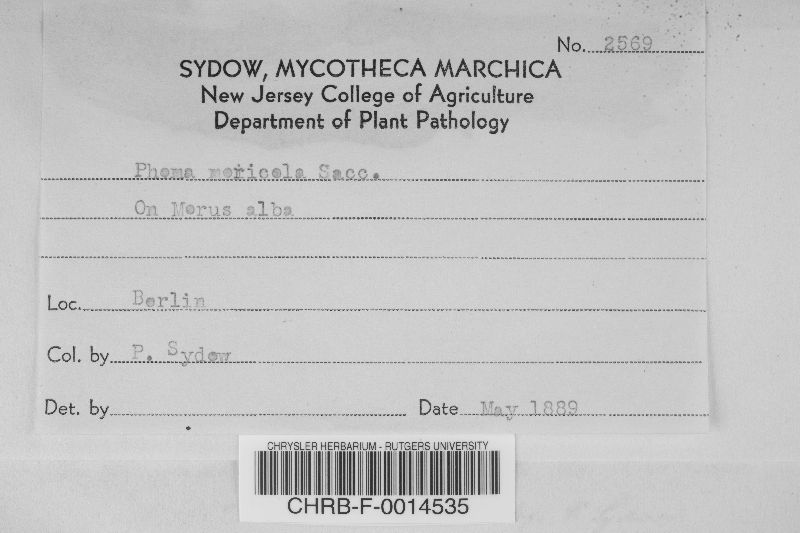 No. 2569
SYDOW, MYCOTHECA MARCHICA
New Jersey College of Agriculture
Department of Plant Pathology
Phoma moricola Sacc.
On Morus alba
Loc. Berlin
Col. by P. Sydow
Det. by
Date May 1889
CHRYSLER HERBARIUM - RUTGERS UNIVERSITY
CHRB-F-0014535